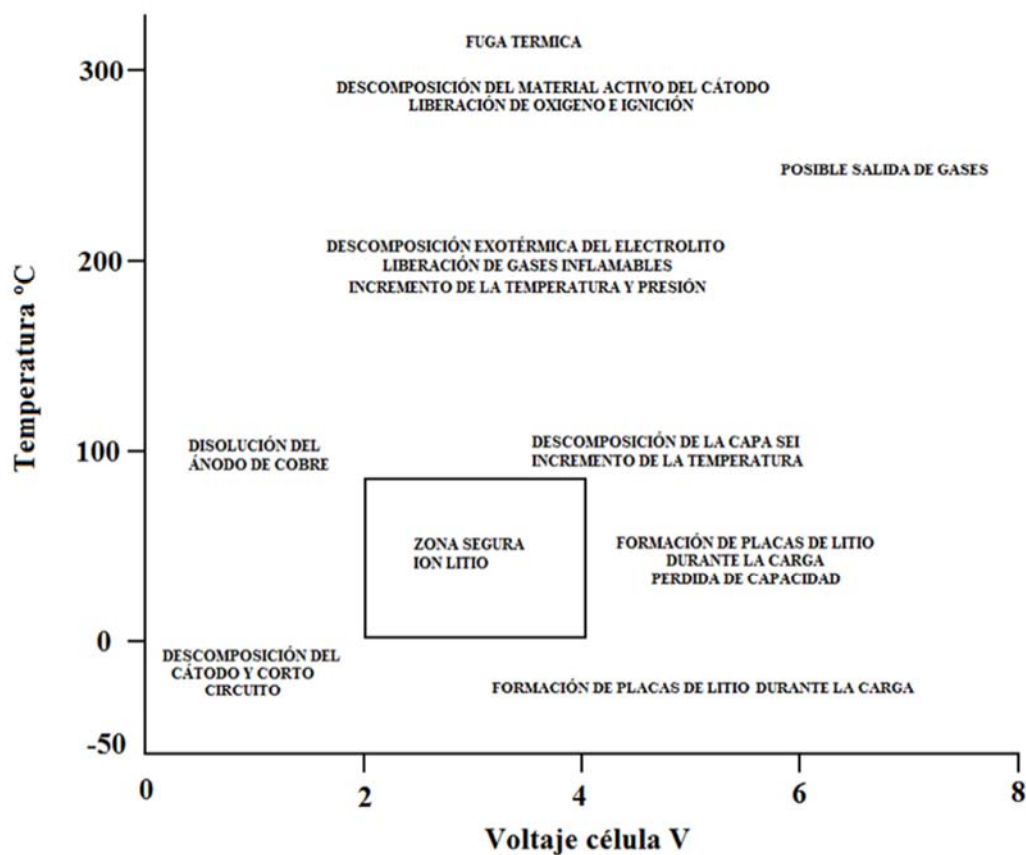 FUGA TERMICA
300
DESCOMPOSICIÓN DEL MATERIAL ACTIVO DEL CÁTODO
LIBERACIÓN DE OXIGENO E IGNICIÓN
POSIBLE SALIDA DE GASES
DESCOMPOSICIÓN EXOTÉRMICA DEL ELECTROLITO
200
LIBERACIÓN DE GASES INFLAMABLES
INCREMENTO DE LA TEMPERATURA Y PRESIÓN
Temperatura ºC
100
DISOLUCIÓN DEL
ÁNODO DE COBRE
DESCOMPOSICIÓN DE LA CAPA SEI
INCREMENTO DE LA TEMPERATURA
ZONA SEGURA
ION LITIO
FORMACIÓN DE PLACAS DE LITIO
DURANTE LA CARGA
PERDIDA DE CAPACIDAD
0
DESCOMPOSICIÓN DEL
CÁTODO Y CORTO
CIRCUITO
FORMACIÓN DE PLACAS DE LITIO DURANTE LA CARGA
-50
0 2 4 6 8
Voltaje célula V